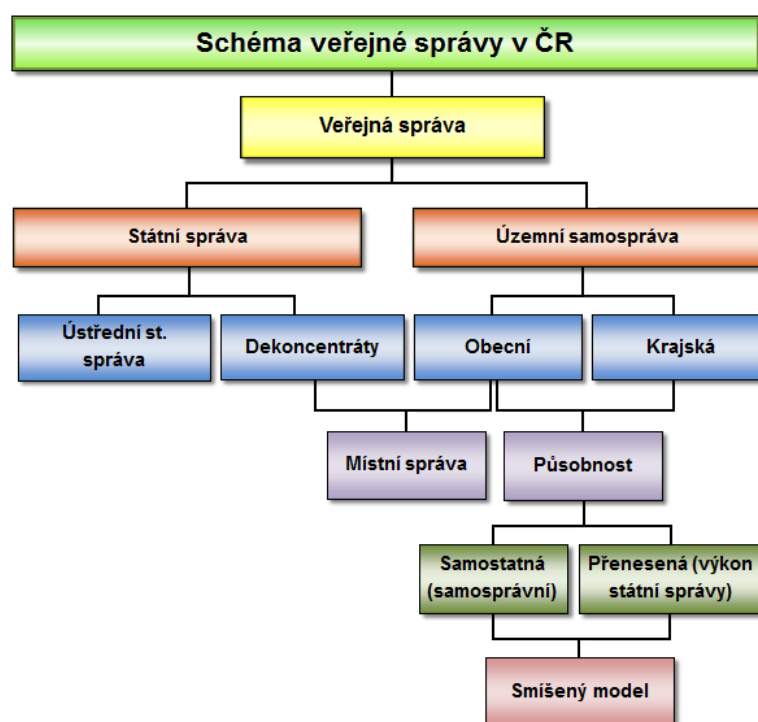 Schéma veřejné správy v ČR
Veřejná správa
Státní správa
Územní samospráva
Ústřední st.
správa
Dekoncentráty
Obecní
Krajská
Místní správa
Působnost
Samostatná
(samosprávní)
Přenesená (výkon
státní správy)
Smíšený model